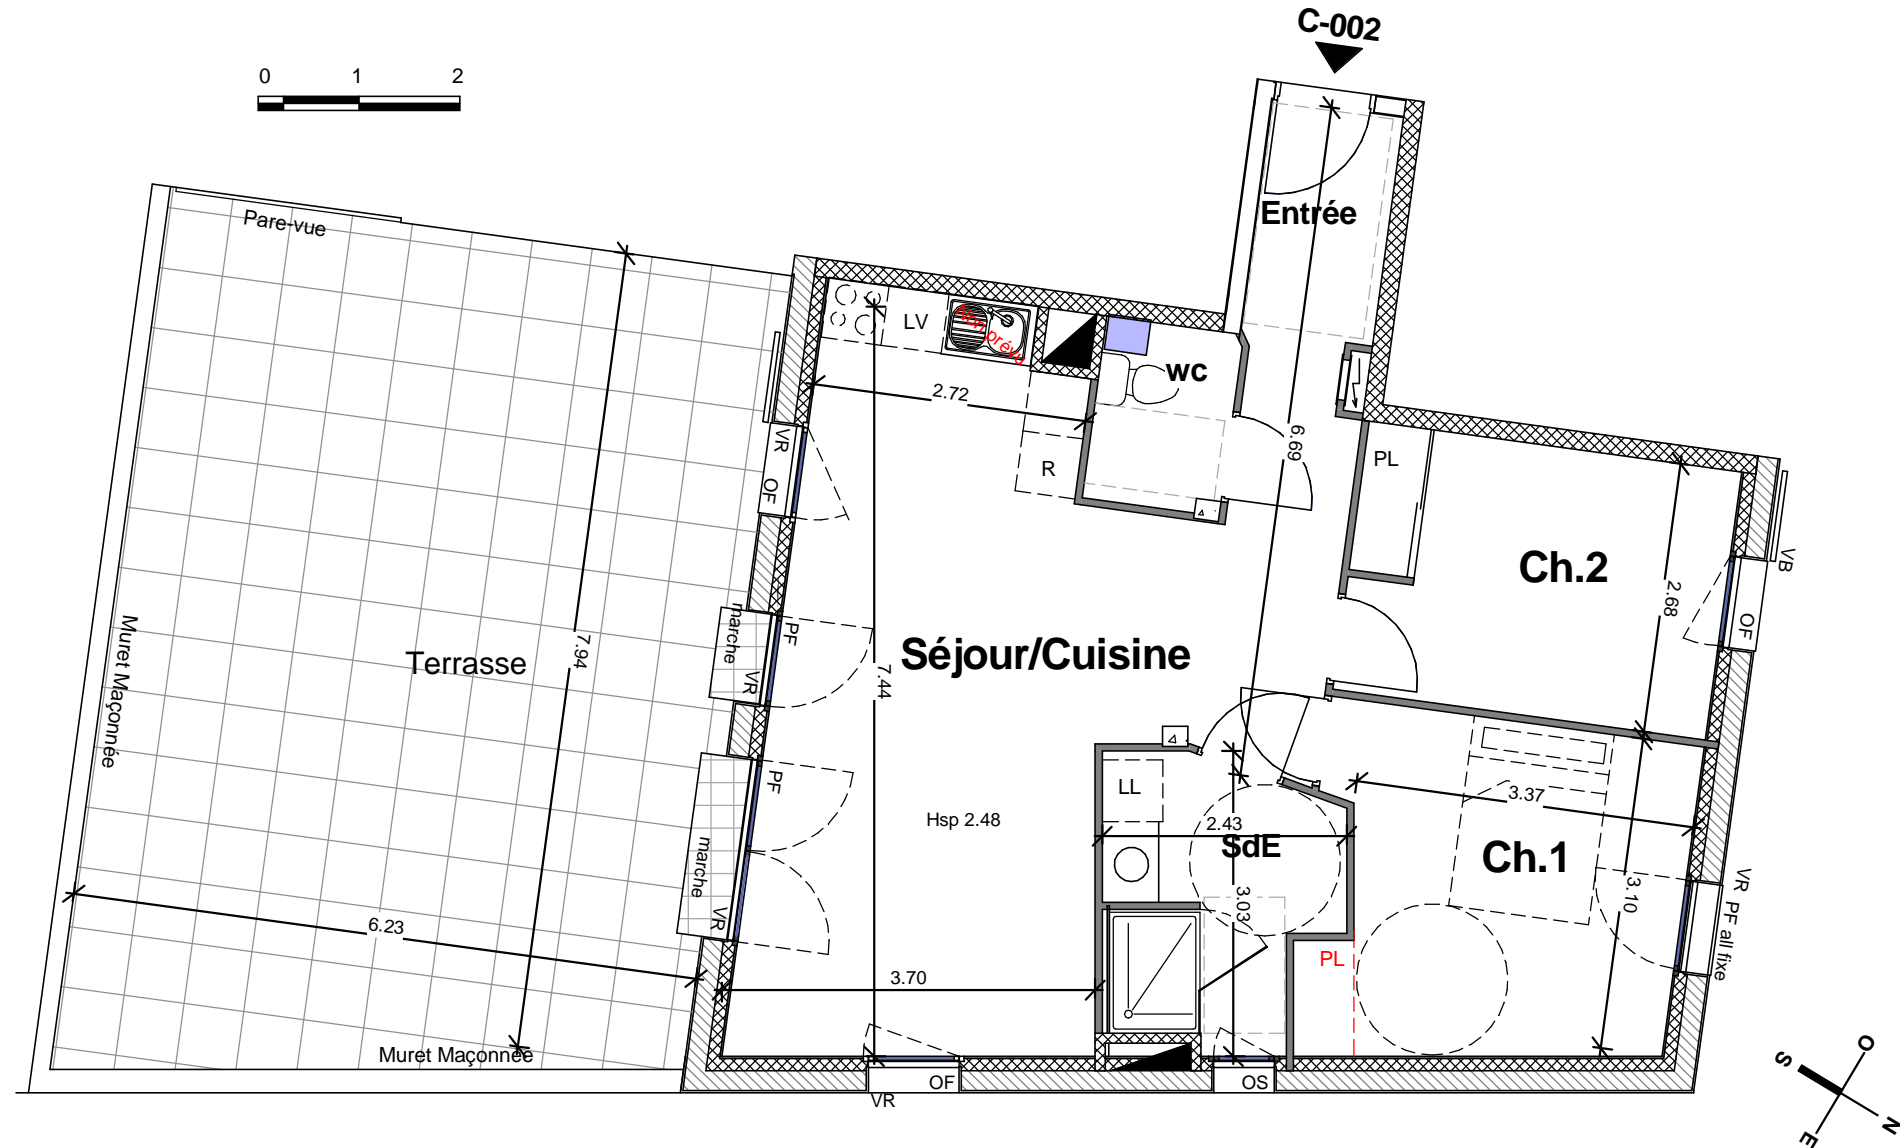 C-002
0 1 2
Entrée
Pare-vue
LV
Non prévu
wc
2.72
R
6.69
PL
VR
OF
Ch.2
VB
OF
2.68
marche
PF
VR
Muret Maçonnée
Terrasse
7.94
7.44
Séjour/Cuisine
PF
marche
VR
Hsp 2.48
LL
2.43
SdE
3.03
3.37
Ch.1
3.10
VR PF all fixe
PL
6.23
3.70
Muret Maçonnée
OF
VR
OS
O
S
N
E